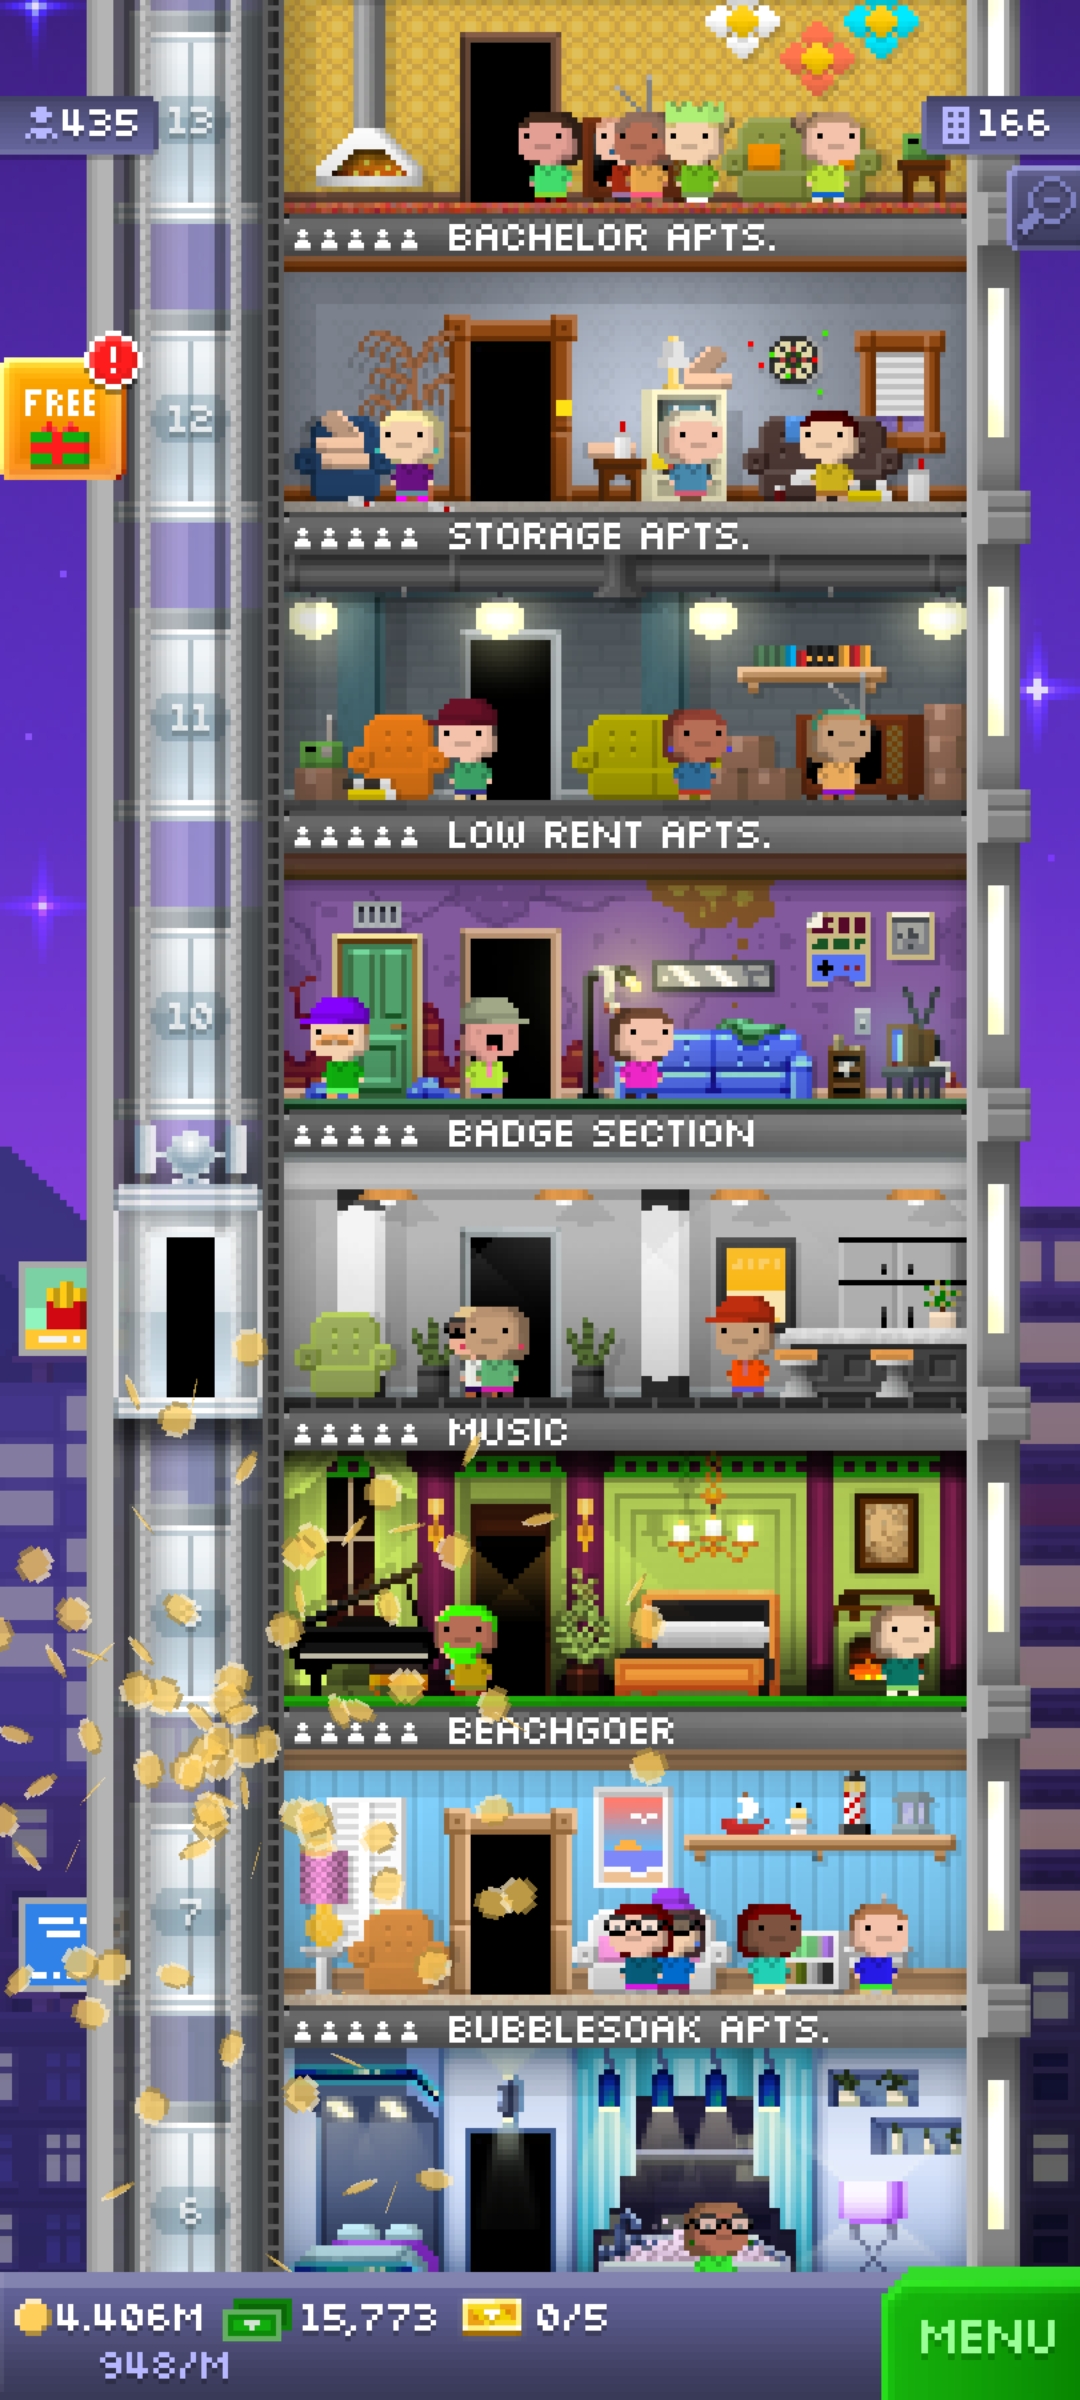 435
13
166
BACHELOR APTS.
FREE
!
12
STORAGE APTS.
11
LOW RENT APTS.
10
BADGE SECTION
MUSIC
BEACHGOER
7
BUBBLESOAK APTS.
6
4.406M
15,773
0/5
948/M
MENU